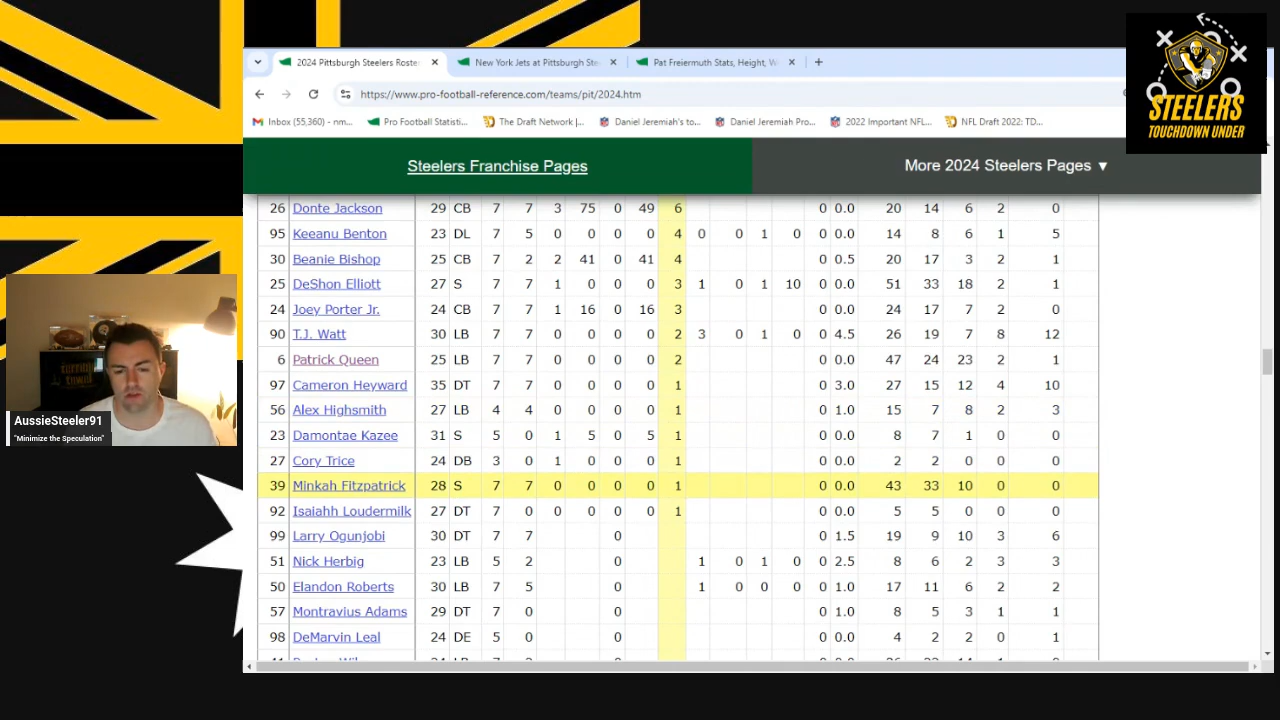 2024 Pittsburgh Steelers Roste
New York Jets at Pittsburgh Ste
Pat Freiermuth Stats, Height, W
https://www.pro-football-reference.com/teams/pit/2024.htm
Inbox (55,360) - nm...
Pro Football Statisti...
The Draft Network |...
Daniel Jeremiah's to...
Daniel Jeremiah Pro...
2022 Important NFL...
NFL Draft 2022: TD...
STEELERS
TOUCHDOWN UNDER
Steelers Franchise Pages
More 2024 Steelers Pages ▼
26 Donte Jackson 29 CB 7 7 3 75 0 49 6 0 0.0 20 14 6 2 0
95 Keeanu Benton 23 DL 7 5 0 0 0 0 4 0 0 1 0 0 0.0 14 8 6 1 5
30 Beanie Bishop 25 CB 7 2 2 41 0 41 4 0 0.5 20 17 3 2 1
25 DeShon Elliott 27 S 7 7 1 0 0 0 3 1 0 1 10 0 0.0 51 33 18 2 1
24 Joey Porter Jr. 24 CB 7 7 1 16 0 16 3 0 0.0 24 17 7 2 0
90 T.J. Watt 30 LB 7 7 0 0 0 0 2 3 0 1 0 0 4.5 26 19 7 8 12
6 Patrick Queen 25 LB 7 7 0 0 0 0 2 0 0.0 47 24 23 2 1
97 Cameron Heyward 35 DT 7 7 0 0 0 0 1 0 3.0 27 15 12 4 10
56 Alex Highsmith 27 LB 4 4 0 0 0 0 1 0 1.0 15 7 8 2 3
23 Damontae Kazee 31 S 5 0 1 5 0 5 1 0 0.0 8 7 1 0 0
27 Cory Trice 24 DB 3 0 1 0 0 0 1 0 0.0 2 2 0 0 0
39 Minkah Fitzpatrick 28 S 7 7 0 0 0 0 1 0 0.0 43 33 10 0 0
92 Isaiahh Loudermilk 27 DT 7 0 0 0 0 0 1 0 0.0 5 5 0 0 0
99 Larry Ogunjobi 30 DT 7 7 0 0 1.5 19 9 10 3 6
51 Nick Herbig 23 LB 5 2 0 1 0 1 0 0 2.5 8 6 2 3 3
50 Elandon Roberts 30 LB 7 5 0 1 0 0 0 0 1.0 17 11 6 2 2
57 Montravius Adams 29 DT 7 0 0 0 1.0 8 5 3 1 1
98 DeMarvin Leal 24 DE 5 0 0 0 0.0 4 2 2 0 1
AussieSteeler91
"Minimize the Speculation"